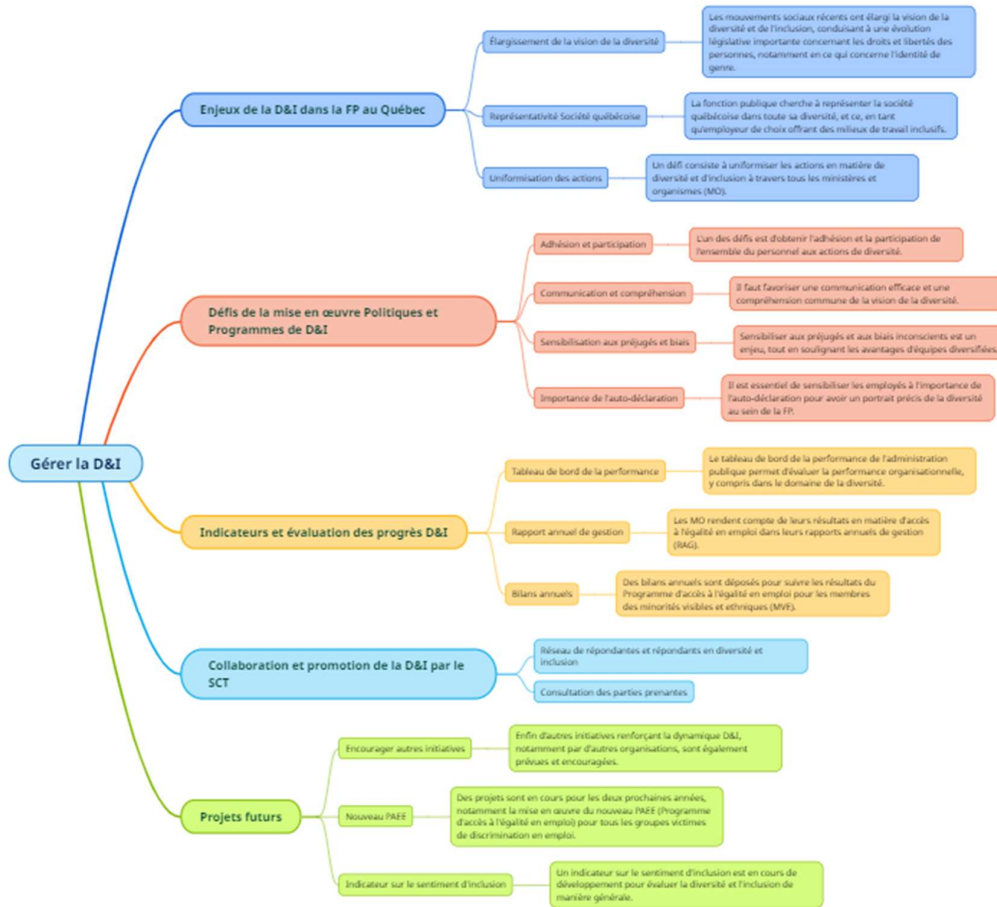 Gérer la D&I
Enjeux de la D&I dans la FP au Québec
Élargissement de la vision de la diversité
Les mouvements sociaux récents ont élargi la vision de la
diversité et de l'inclusion, conduisant à une évolution
législative importante concernant les droits et libertés des
personnes, notamment en ce qui concerne l'identité de
genre.
Représentativité Société québécoise
La fonction publique cherche à représenter la société
québécoise dans toute sa diversité, et ce, en tant
qu'employeur de choix offrant des milieux de travail inclusifs.
Uniformisation des actions
Un défi consiste à uniformiser les actions en matière de
diversité et d'inclusion à travers tous les ministères et
organismes (MO).
Défis de la mise en œuvre Politiques et
Programmes de D&I
Adhésion et participation
L'un des défis est d'obtenir l'adhésion et la participation de
l'ensemble du personnel aux actions de diversité.
Communication et compréhension
Il faut favoriser une communication efficace et une
compréhension commune de la vision de la diversité.
Sensibilisation aux préjugés et biais
Sensibiliser aux préjugés et aux biais inconscients est un
enjeu, tout en soulignant les avantages d'équipes diversifiées.
Importance de l'auto-déclaration
Il est essentiel de sensibiliser les employés à l'importance de
l'auto-déclaration pour avoir un portrait précis de la diversité
au sein de la FP.
Indicateurs et évaluation des progrès D&I
Tableau de bord de la performance
Le tableau de bord de la performance de l'administration
publique permet d'évaluer la performance organisationnelle,
y compris dans le domaine de la diversité.
Rapport annuel de gestion
Les MO rendent compte de leurs résultats en matière d'accès
à l'égalité en emploi dans leurs rapports annuels de gestion
(RAG).
Bilans annuels
Des bilans annuels sont déposés pour suivre les résultats du
Programme d'accès à l'égalité en emploi pour les membres
des minorités visibles et ethniques (MVE).
Collaboration et promotion de la D&I par le
SCT
Réseau de répondantes et répondants en diversité et
inclusion
Consultation des parties prenantes
Projets futurs
Encourager autres initiatives
Enfin d'autres initiatives renforçant la dynamique D&I,
notamment par d'autres organisations, sont également
prévues et encouragées.
Nouveau PAEE
Des projets sont en cours pour les deux prochaines années,
notamment la mise en œuvre du nouveau PAEE (Programme
d'accès à l'égalité en emploi) pour tous les groupes victimes
de discrimination en emploi.
Indicateur sur le sentiment d'inclusion
Un indicateur sur le sentiment d'inclusion est en cours de
développement pour évaluer la diversité et l'inclusion de
manière générale.